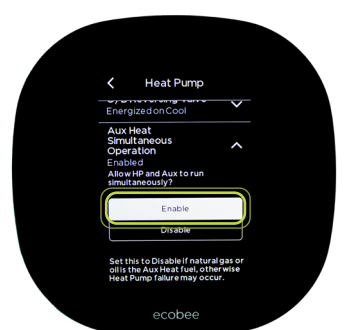 Heat Pump
O/B Reversing Valve
Energized on Cool
Aux Heat
Simultaneous
Operation
Enabled
Allow HP and Aux to run
simultaneously?
Enable
Disable
Set this to Disable if natural gas or
oil is the Aux Heat fuel, otherwise
Heat Pump failure may occur.
ecobee